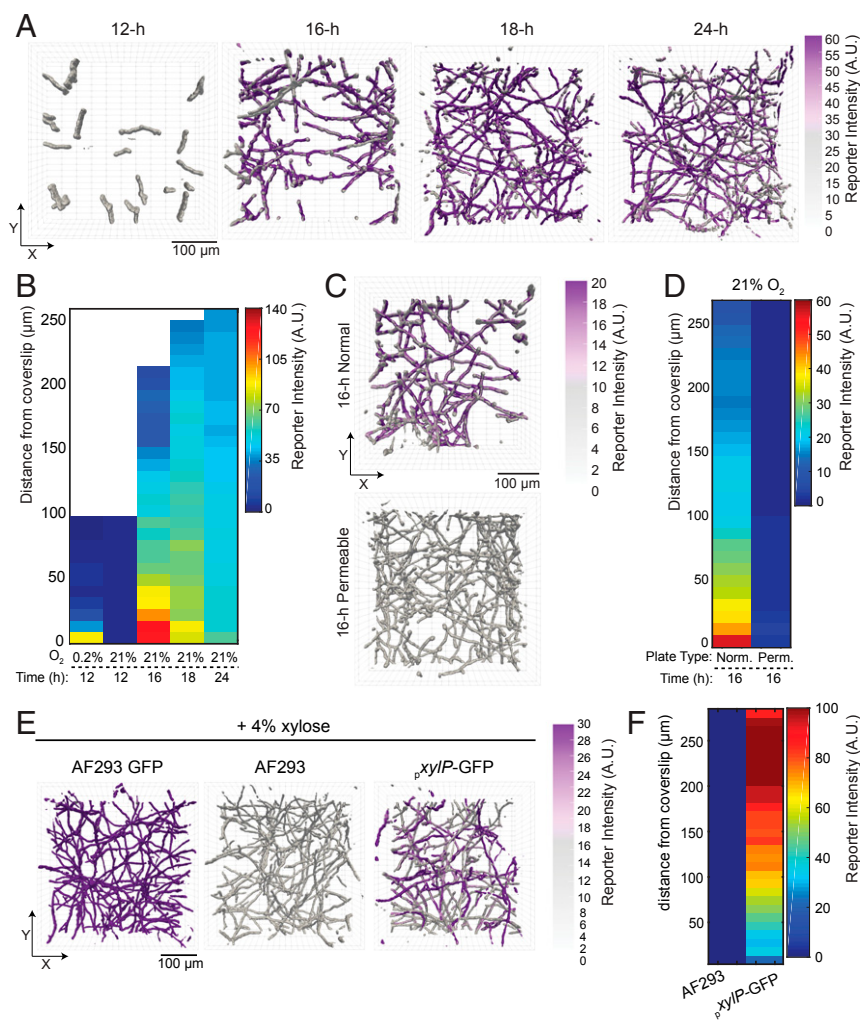 A
12-h
16-h
18-h
24-h
60
55
50
45
40
35
30
25
20
15
10
5
0
Reporter Intensity (A.U.)
Y
X
100 µm
B
Distance from coverslip (µm)
250
200
150
100
50
0
O2 0.2% 21% 21% 21% 21%
Time (h): 12 12 16 18 24
140
105
70
35
0
Reporter Intensity (A.U.)
C
16-h Normal
Y
X
100 µm
16-h Permeable
20
18
16
14
12
10
8
6
4
2
0
Reporter Intensity (A.U.)
D
21% O2
Distance from coverslip (µm)
250
200
150
100
50
0
Plate Type: Norm. Perm.
Time (h): 16 16
60
50
40
30
20
10
0
Reporter Intensity (A.U.)
E
+ 4% xylose
AF293 GFP
AF293
pxylP-GFP
Y
X
100 µm
30
28
26
24
22
20
18
16
14
12
10
8
6
4
2
0
Reporter Intensity (A.U.)
F
distance from coverslip (µm)
250
200
150
100
50
AF293
pxylP-GFP
100
80
60
40
20
0
Reporter Intensity (A.U.)